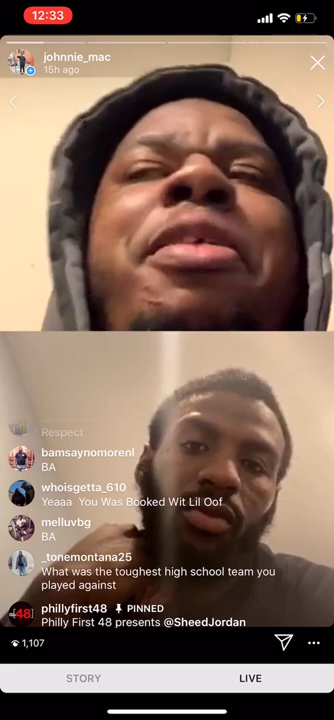 12:33
johnnie_mac
15h ago
Respect
bamsaynomorenl
BA
whoisgetta_610
Yeaaa You Was Booked Wit Lil Oof
melluvbg
BA
_tonemontana25
What was the toughest high school team you
played against
phillyfirst48 PINNED
Philly First 48 presents @SheedJordan
1,107
STORY
LIVE